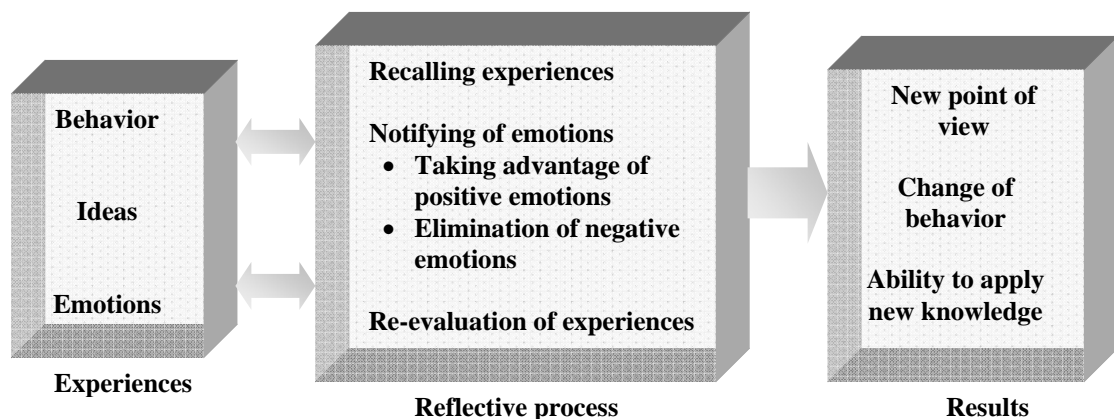 Behavior
Ideas
Emotions
Experiences
Recalling experiences
Notifying of emotions
• Taking advantage of
positive emotions
• Elimination of negative
emotions
Re-evaluation of experiences
Reflective process
New point of
view
Change of
behavior
Ability to apply
new knowledge
Results